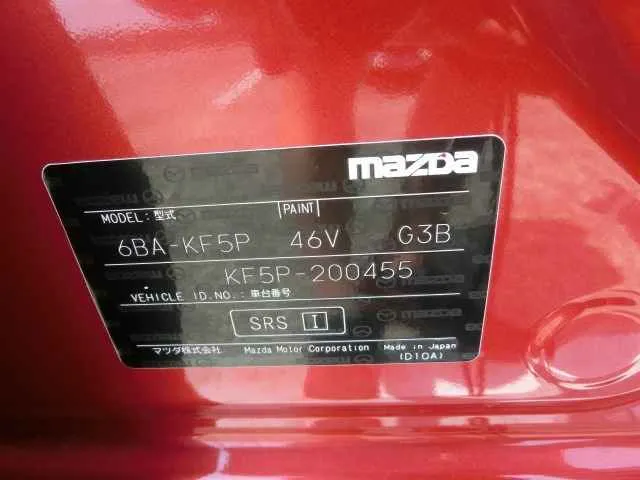 mazda
MODEL: 型式 PAINT
6BA-KF5P 46V G3B
KF5P-200455
VEHICLE ID.NO.: 車台番号
SRS I
マツダ株式会社 Mazda Motor Corporation Made in Japan
(D10A)